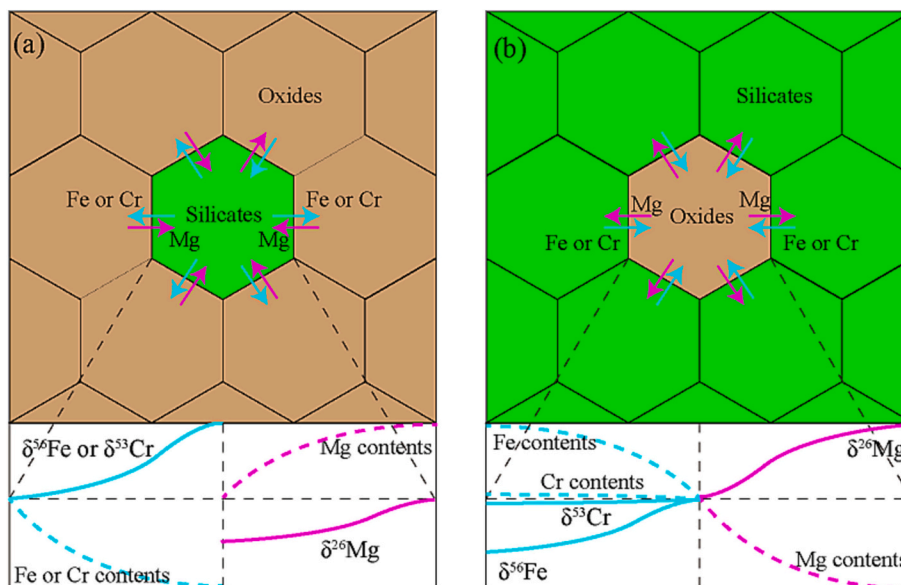 (a)
Oxides
Fe or Cr
Fe or Cr
Silicates
Mg
Mg
δ⁵⁶Fe or δ⁵³Cr
Mg contents
δ²⁶Mg
Fe or Cr contents
(b)
Silicates
Mg
Mg
Oxides
Fe or Cr
Fe or Cr
Fe contents
δ²⁶Mg
Cr contents
δ⁵³Cr
δ⁵⁶Fe
Mg contents